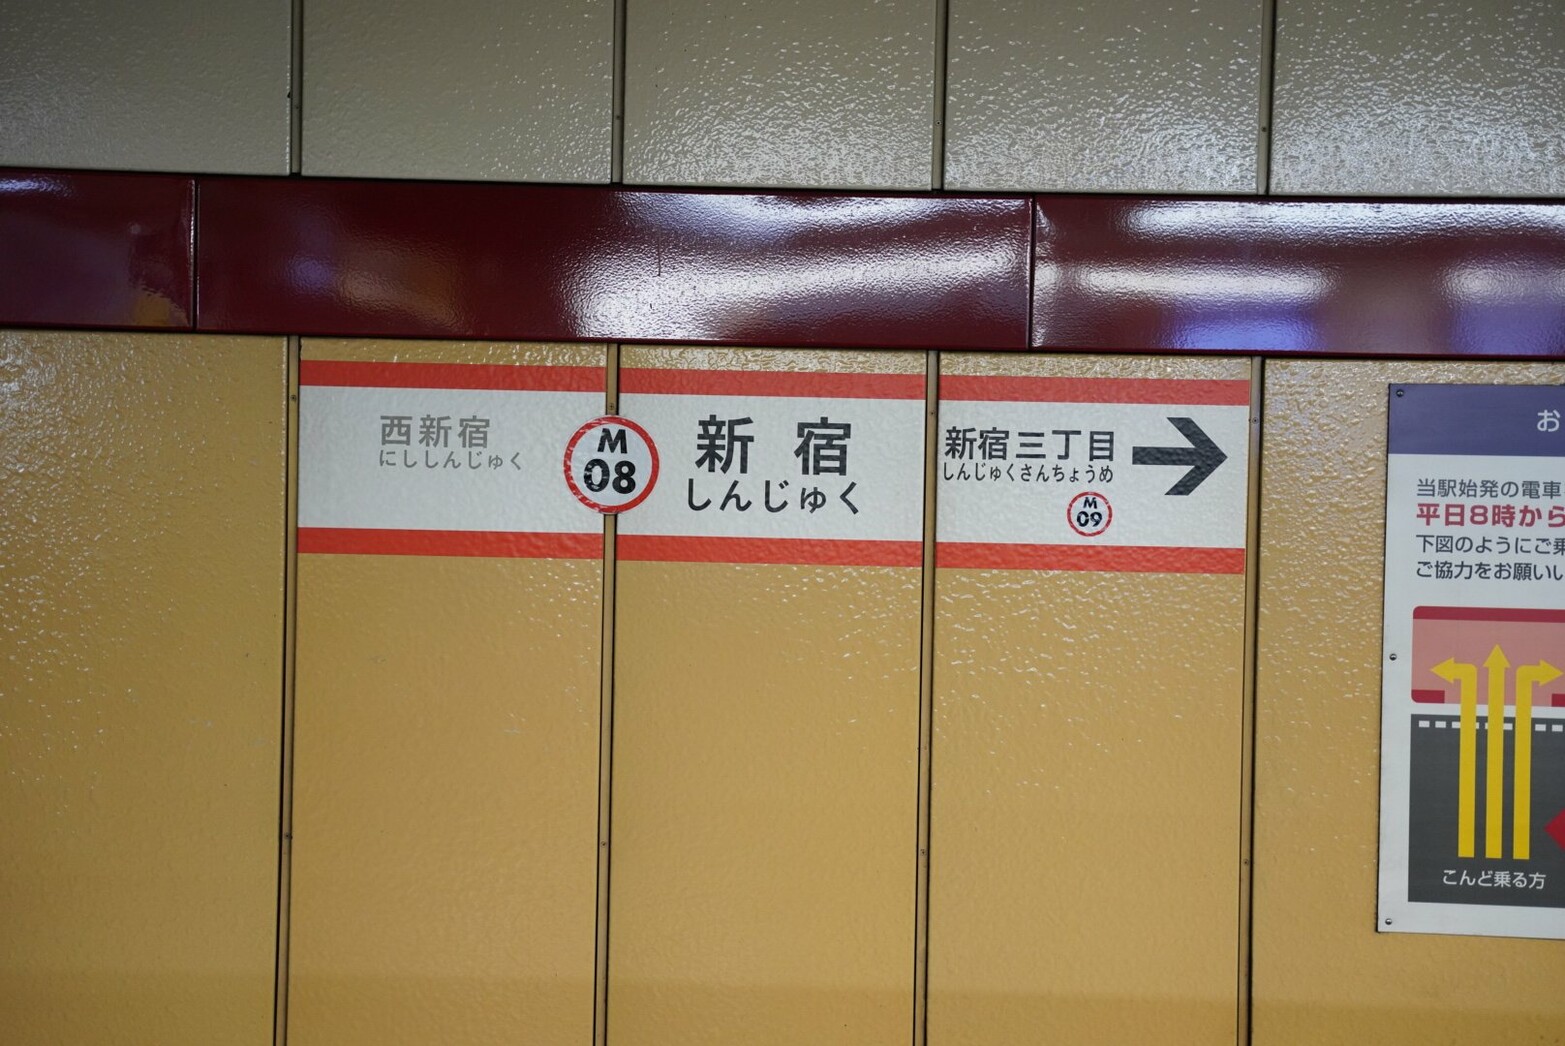 西新宿
にししんじゅく
M
08
新宿
しんじゅく
新宿三丁目
しんじゅくさんちょうめ
M
09
お
当駅始発の電車
平日8時から
下図のようにご乗
ご協力をお願いし
こんど乗る方